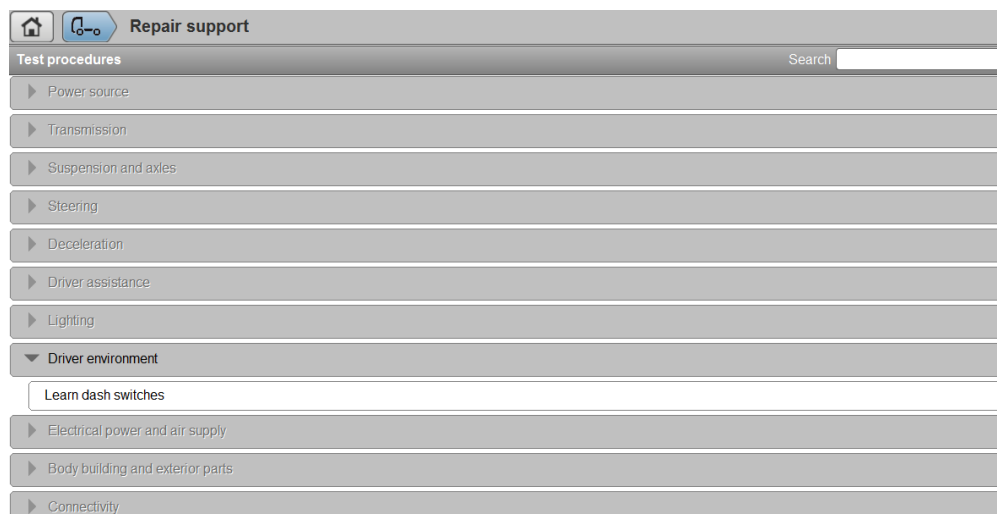 Repair support
Test procedures Search
Power source
Transmission
Suspension and axles
Steering
Deceleration
Driver assistance
Lighting
Driver environment
Learn dash switches
Electrical power and air supply
Body building and exterior parts
Connectivity